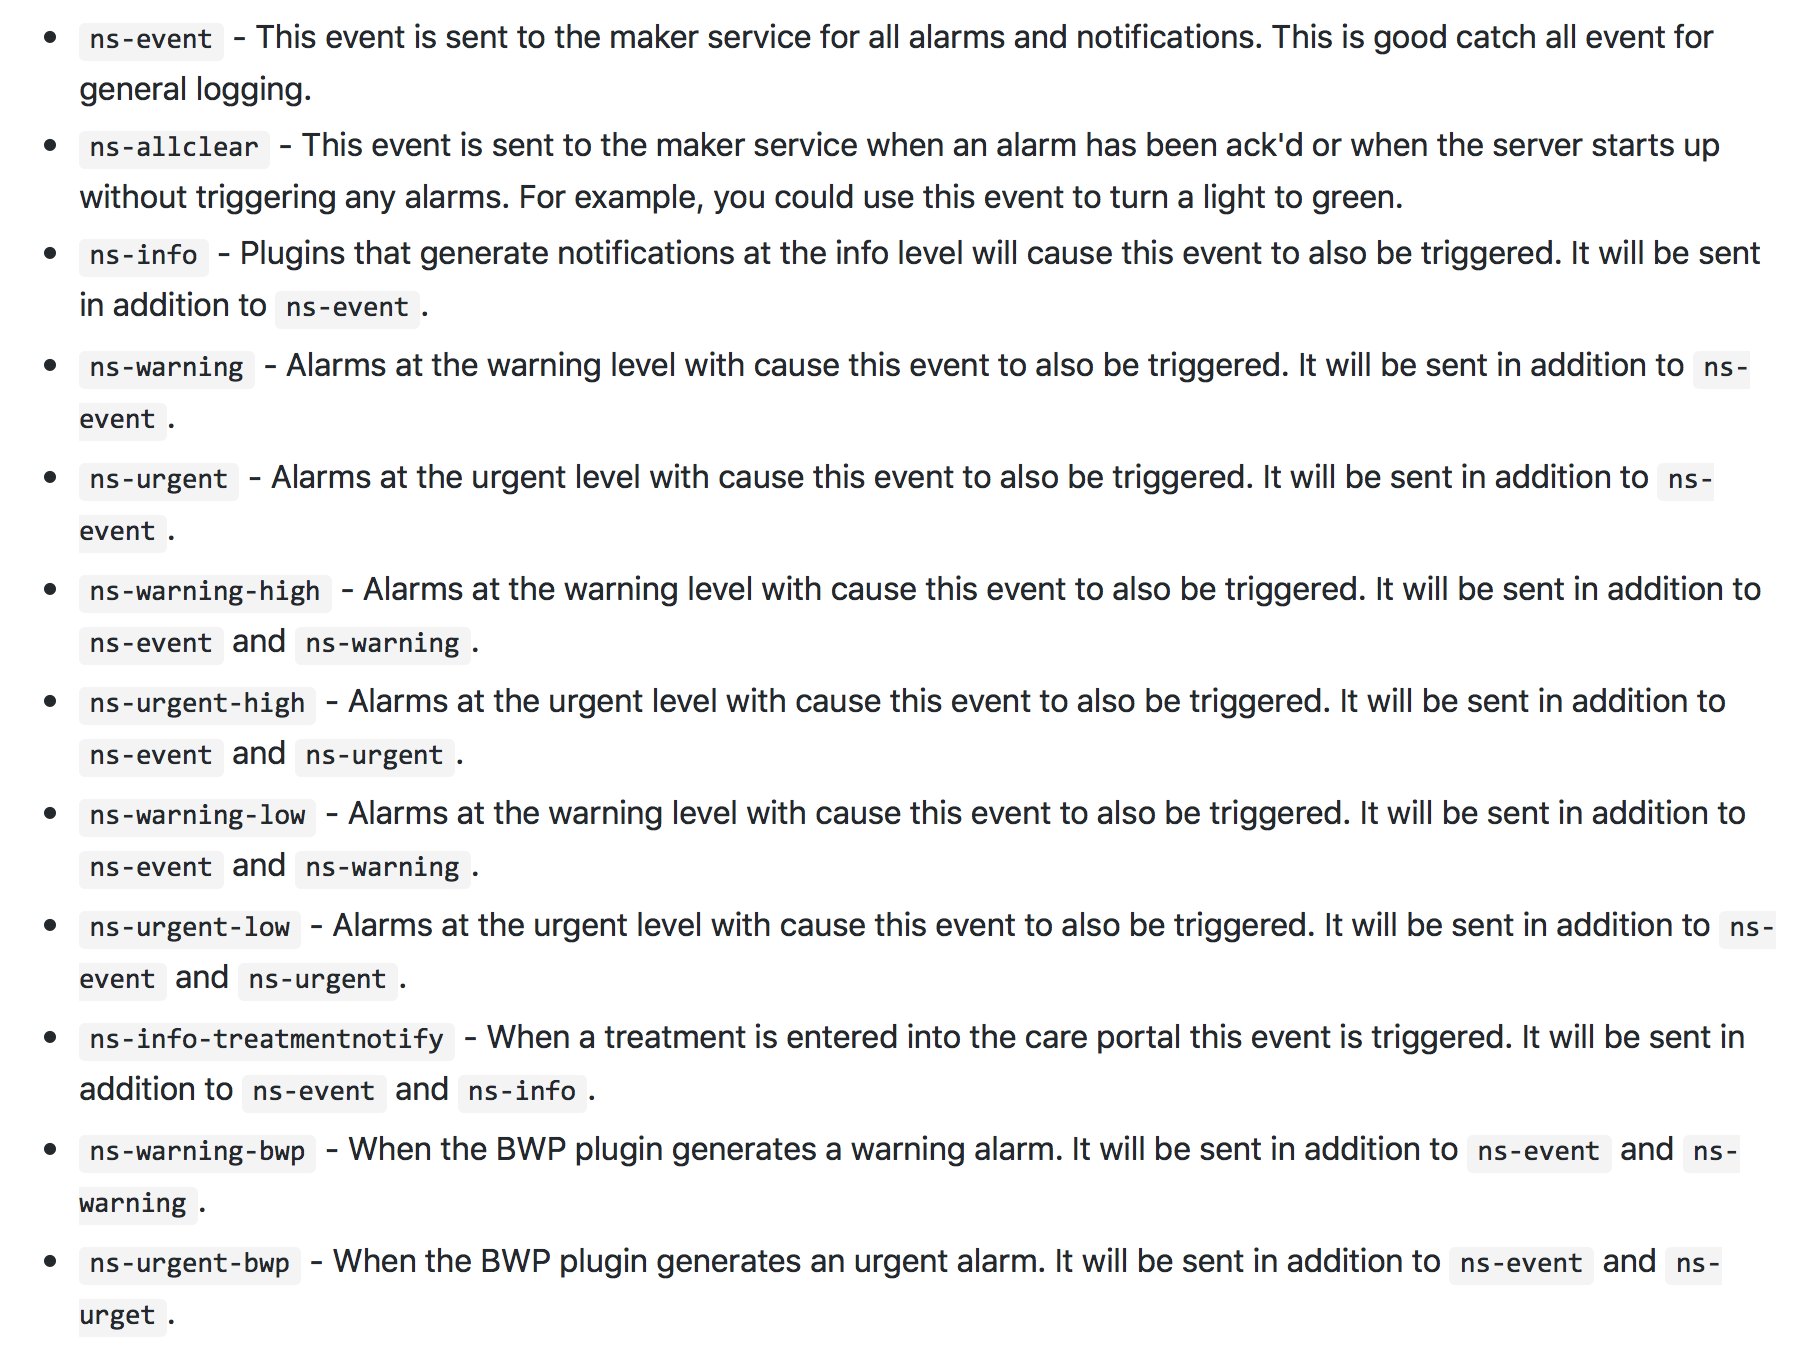 • ns-event - This event is sent to the maker service for all alarms and notifications. This is good catch all event for
general logging.
• ns-allclear - This event is sent to the maker service when an alarm has been ack'd or when the server starts up
without triggering any alarms. For example, you could use this event to turn a light to green.
• ns-info - Plugins that generate notifications at the info level will cause this event to also be triggered. It will be sent
in addition to ns-event.
• ns-warning - Alarms at the warning level with cause this event to also be triggered. It will be sent in addition to ns-
event.
• ns-urgent - Alarms at the urgent level with cause this event to also be triggered. It will be sent in addition to ns-
event.
• ns-warning-high - Alarms at the warning level with cause this event to also be triggered. It will be sent in addition to
ns-event and ns-warning.
• ns-urgent-high - Alarms at the urgent level with cause this event to also be triggered. It will be sent in addition to
ns-event and ns-urgent.
• ns-warning-low - Alarms at the warning level with cause this event to also be triggered. It will be sent in addition to
ns-event and ns-warning.
• ns-urgent-low - Alarms at the urgent level with cause this event to also be triggered. It will be sent in addition to ns-
event and ns-urgent.
• ns-info-treatmentnotify - When a treatment is entered into the care portal this event is triggered. It will be sent in
addition to ns-event and ns-info.
• ns-warning-bwp - When the BWP plugin generates a warning alarm. It will be sent in addition to ns-event and ns-
warning.
• ns-urgent-bwp - When the BWP plugin generates an urgent alarm. It will be sent in addition to ns-event and ns-
urget.